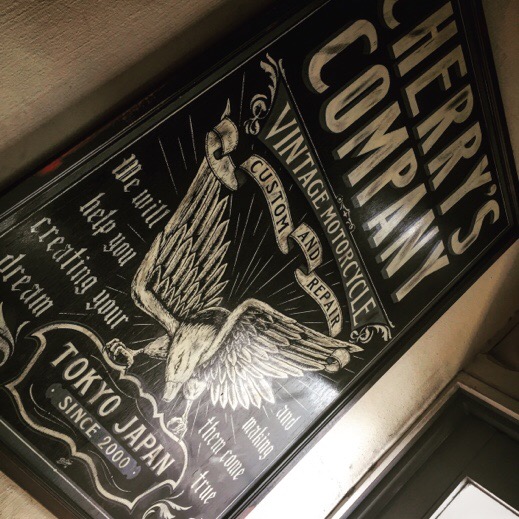 CHERRY'S
COMPANY
VINTAGE MOTORCYCLE
CUSTOM AND REPAIR
We will
help you
creating your
dream
and
making
them come
true
TOKYO JAPAN
SINCE 2000